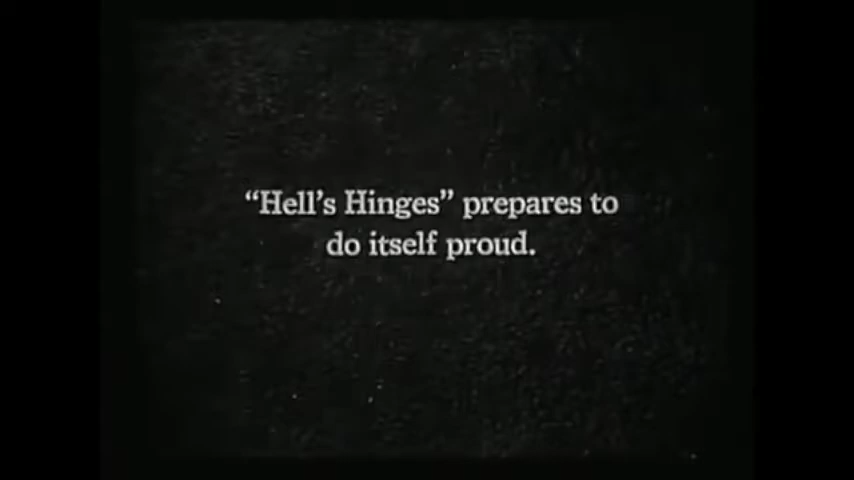 “Hell’s Hinges” prepares to
do itself proud.